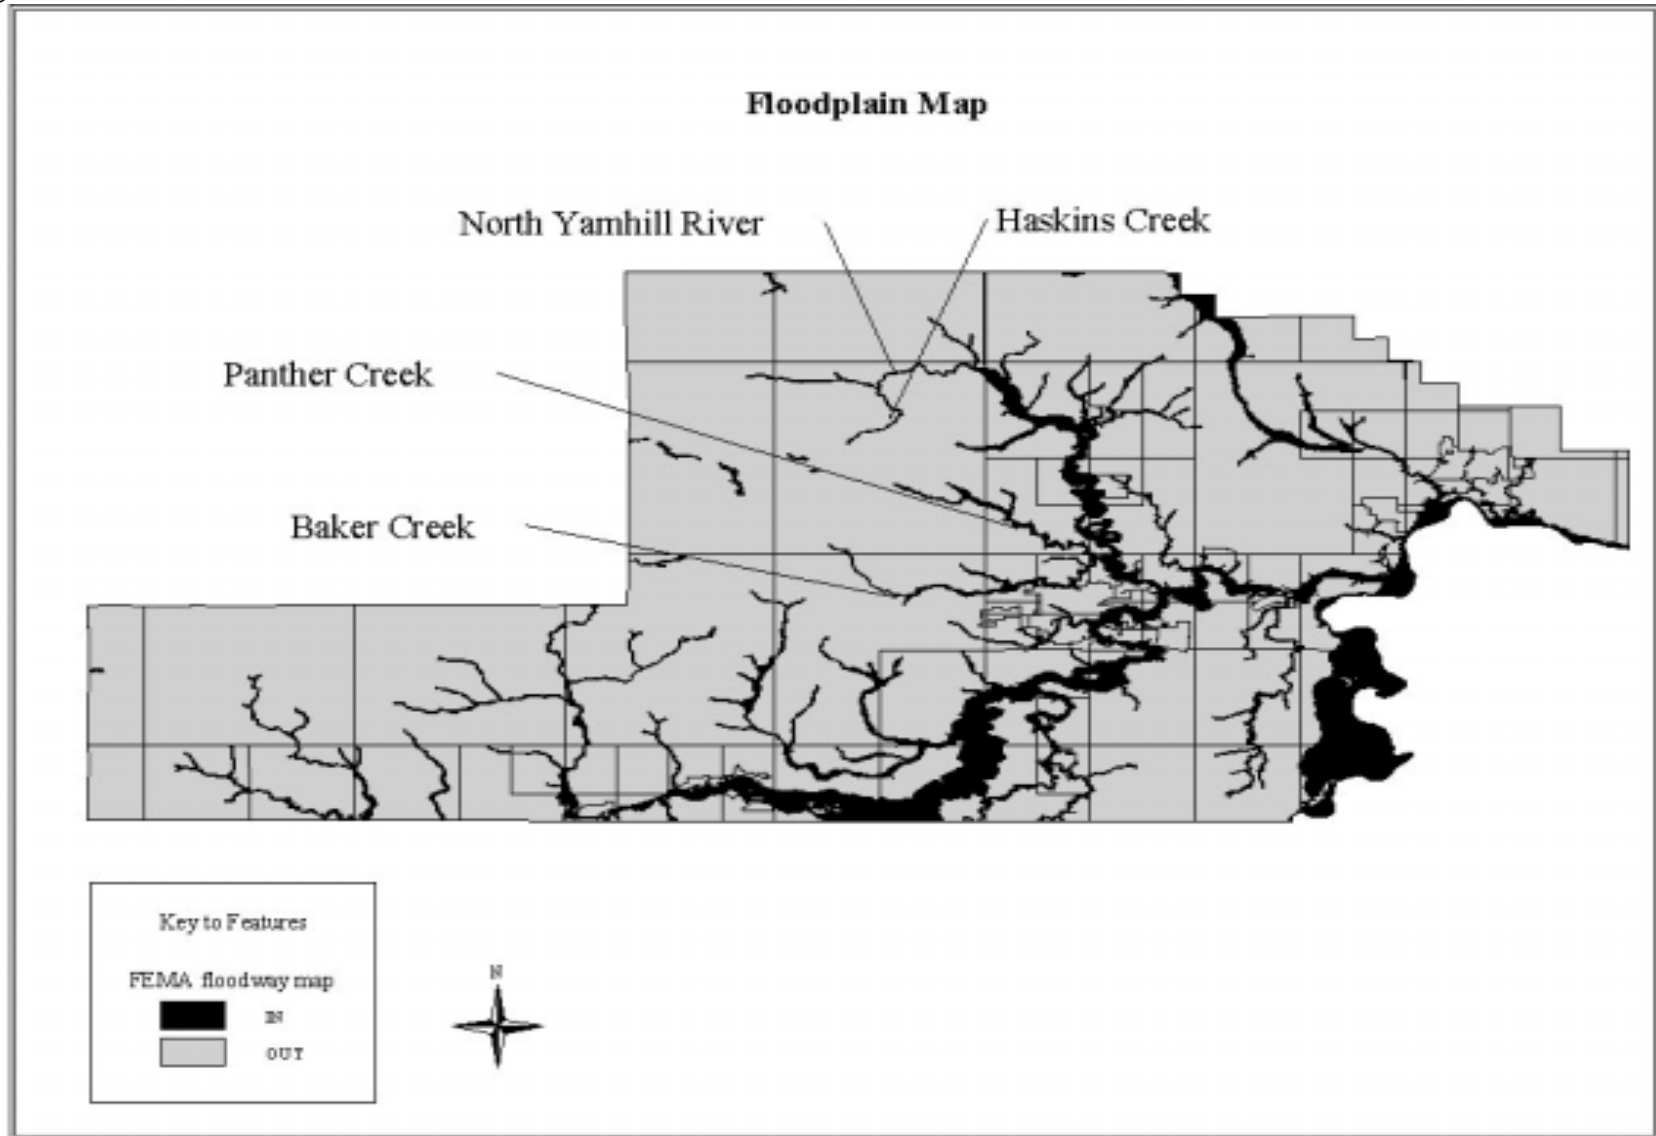 Floodplain Map
North Yamhill River
Haskins Creek
Panther Creek
Baker Creek
Key to Features
FEMA floodway map
IN
OUT
N